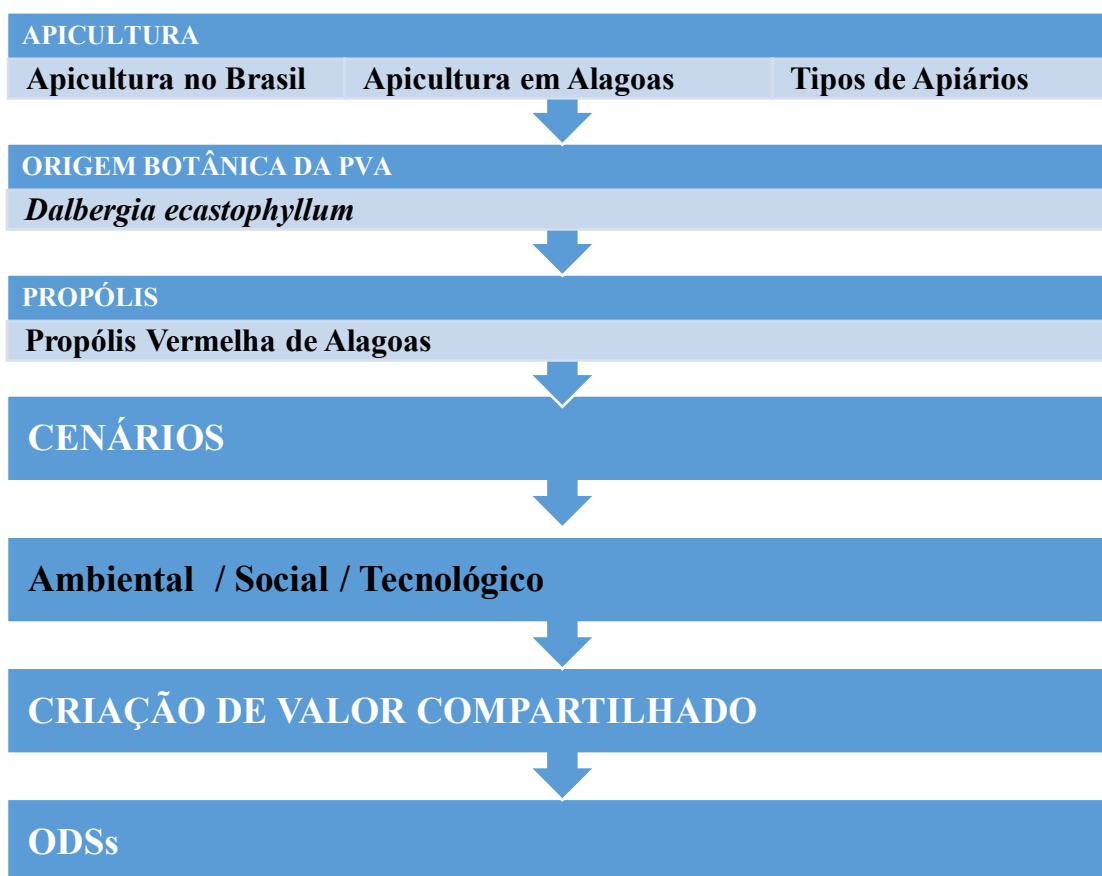 APICULTURA
Apicultura no Brasil Apicultura em Alagoas Tipos de Apiários
ORIGEM BOTÂNICA DA PVA
Dalbergia ecastophyllum
PROPÓLIS
Propólis Vermelha de Alagoas
CENÁRIOS
Ambiental / Social / Tecnológico
CRIAÇÃO DE VALOR COMPARTILHADO
ODSs